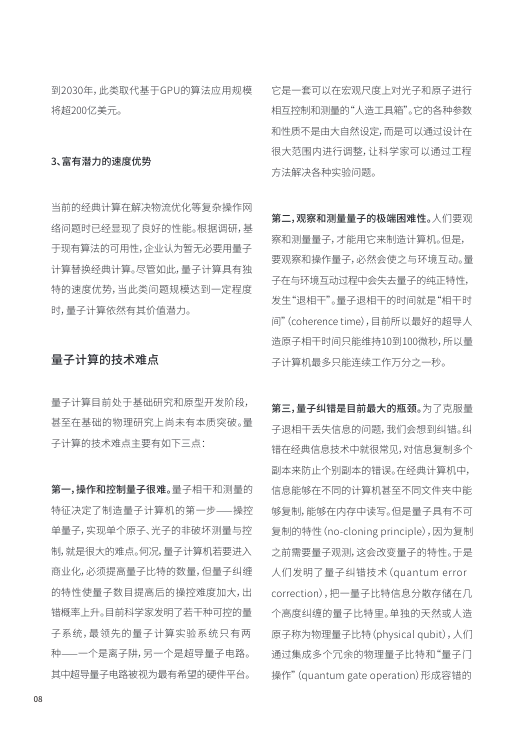 到2030年，此类取代基于GPU的算法应用规模
将超200亿美元。
3、富有潜力的速度优势
当前的经典计算在解决物流优化等复杂操作网
络问题时已经显现了良好的性能。根据调研，基
于现有算法的可用性，企业认为暂无必要用量子
计算替换经典计算。尽管如此，量子计算具有独
特的速度优势，当此类问题规模达到一定程度
时，量子计算依然有其价值潜力。
量子计算的技术难点
量子计算目前处于基础研究和原型开发阶段，
甚至在基础的物理研究上尚未有本质突破。量
子计算的技术难点主要有如下三点：
第一，操作和控制量子很难。量子相干和测量的
特征决定了制造量子计算机的第一步——操控
单量子，实现单个原子、光子的非破坏测量与控
制，就是很大的难点。何况，量子计算机若要进入
商业化，必须提高量子比特的数量，但量子纠缠
的特性使量子数目提高后的操控难度加大，出
错概率上升。目前科学家发明了若干种可控的量
子系统，最领先的量子计算实验系统只有两
种——一个是离子阱，另一个是超导量子电路。
其中超导量子电路被视为最有希望的硬件平台。
它是一套可以在宏观尺度上对光子和原子进行
相互控制和测量的“人造工具箱”。它的各种参数
和性质不是由大自然设定，而是可以通过设计在
很大范围内进行调整，让科学家可以通过工程
方法解决各种实验问题。
第二，观察和测量量子的极端困难性。人们要观
察和测量量子，才能用它来制造计算机。但是，
要观察和操作量子，必然会使之与环境互动。量
子在与环境互动过程中会失去量子的纯正特性，
发生“退相干”。量子退相干的时间就是“相干时
间”（coherence time），目前所以最好的超导人
造原子相干时间只能维持10到100微秒，所以量
子计算机最多只能连续工作万分之一秒。
第三，量子纠错是目前最大的瓶颈。为了克服量
子退相干丢失信息的问题，我们会想到纠错。纠
错在经典信息技术中就很常见，对信息复制多个
副本来防止个别副本的错误。在经典计算机中，
信息能够在不同的计算机甚至不同文件夹中能
够复制，能够在内存中读写。但是量子具有不可
复制的特性（no-cloning principle），因为复制
之前需要量子观测，这会改变量子的特性。于是
人们发明了量子纠错技术（quantum error
correction），把一量子比特信息分散储存在几
个高度纠缠的量子比特里。单独的天然或人造
原子称为物理量子比特（physical qubit），人们
通过集成多个冗余的物理量子比特和“量子门
操作”（quantum gate operation）形成容错的
08